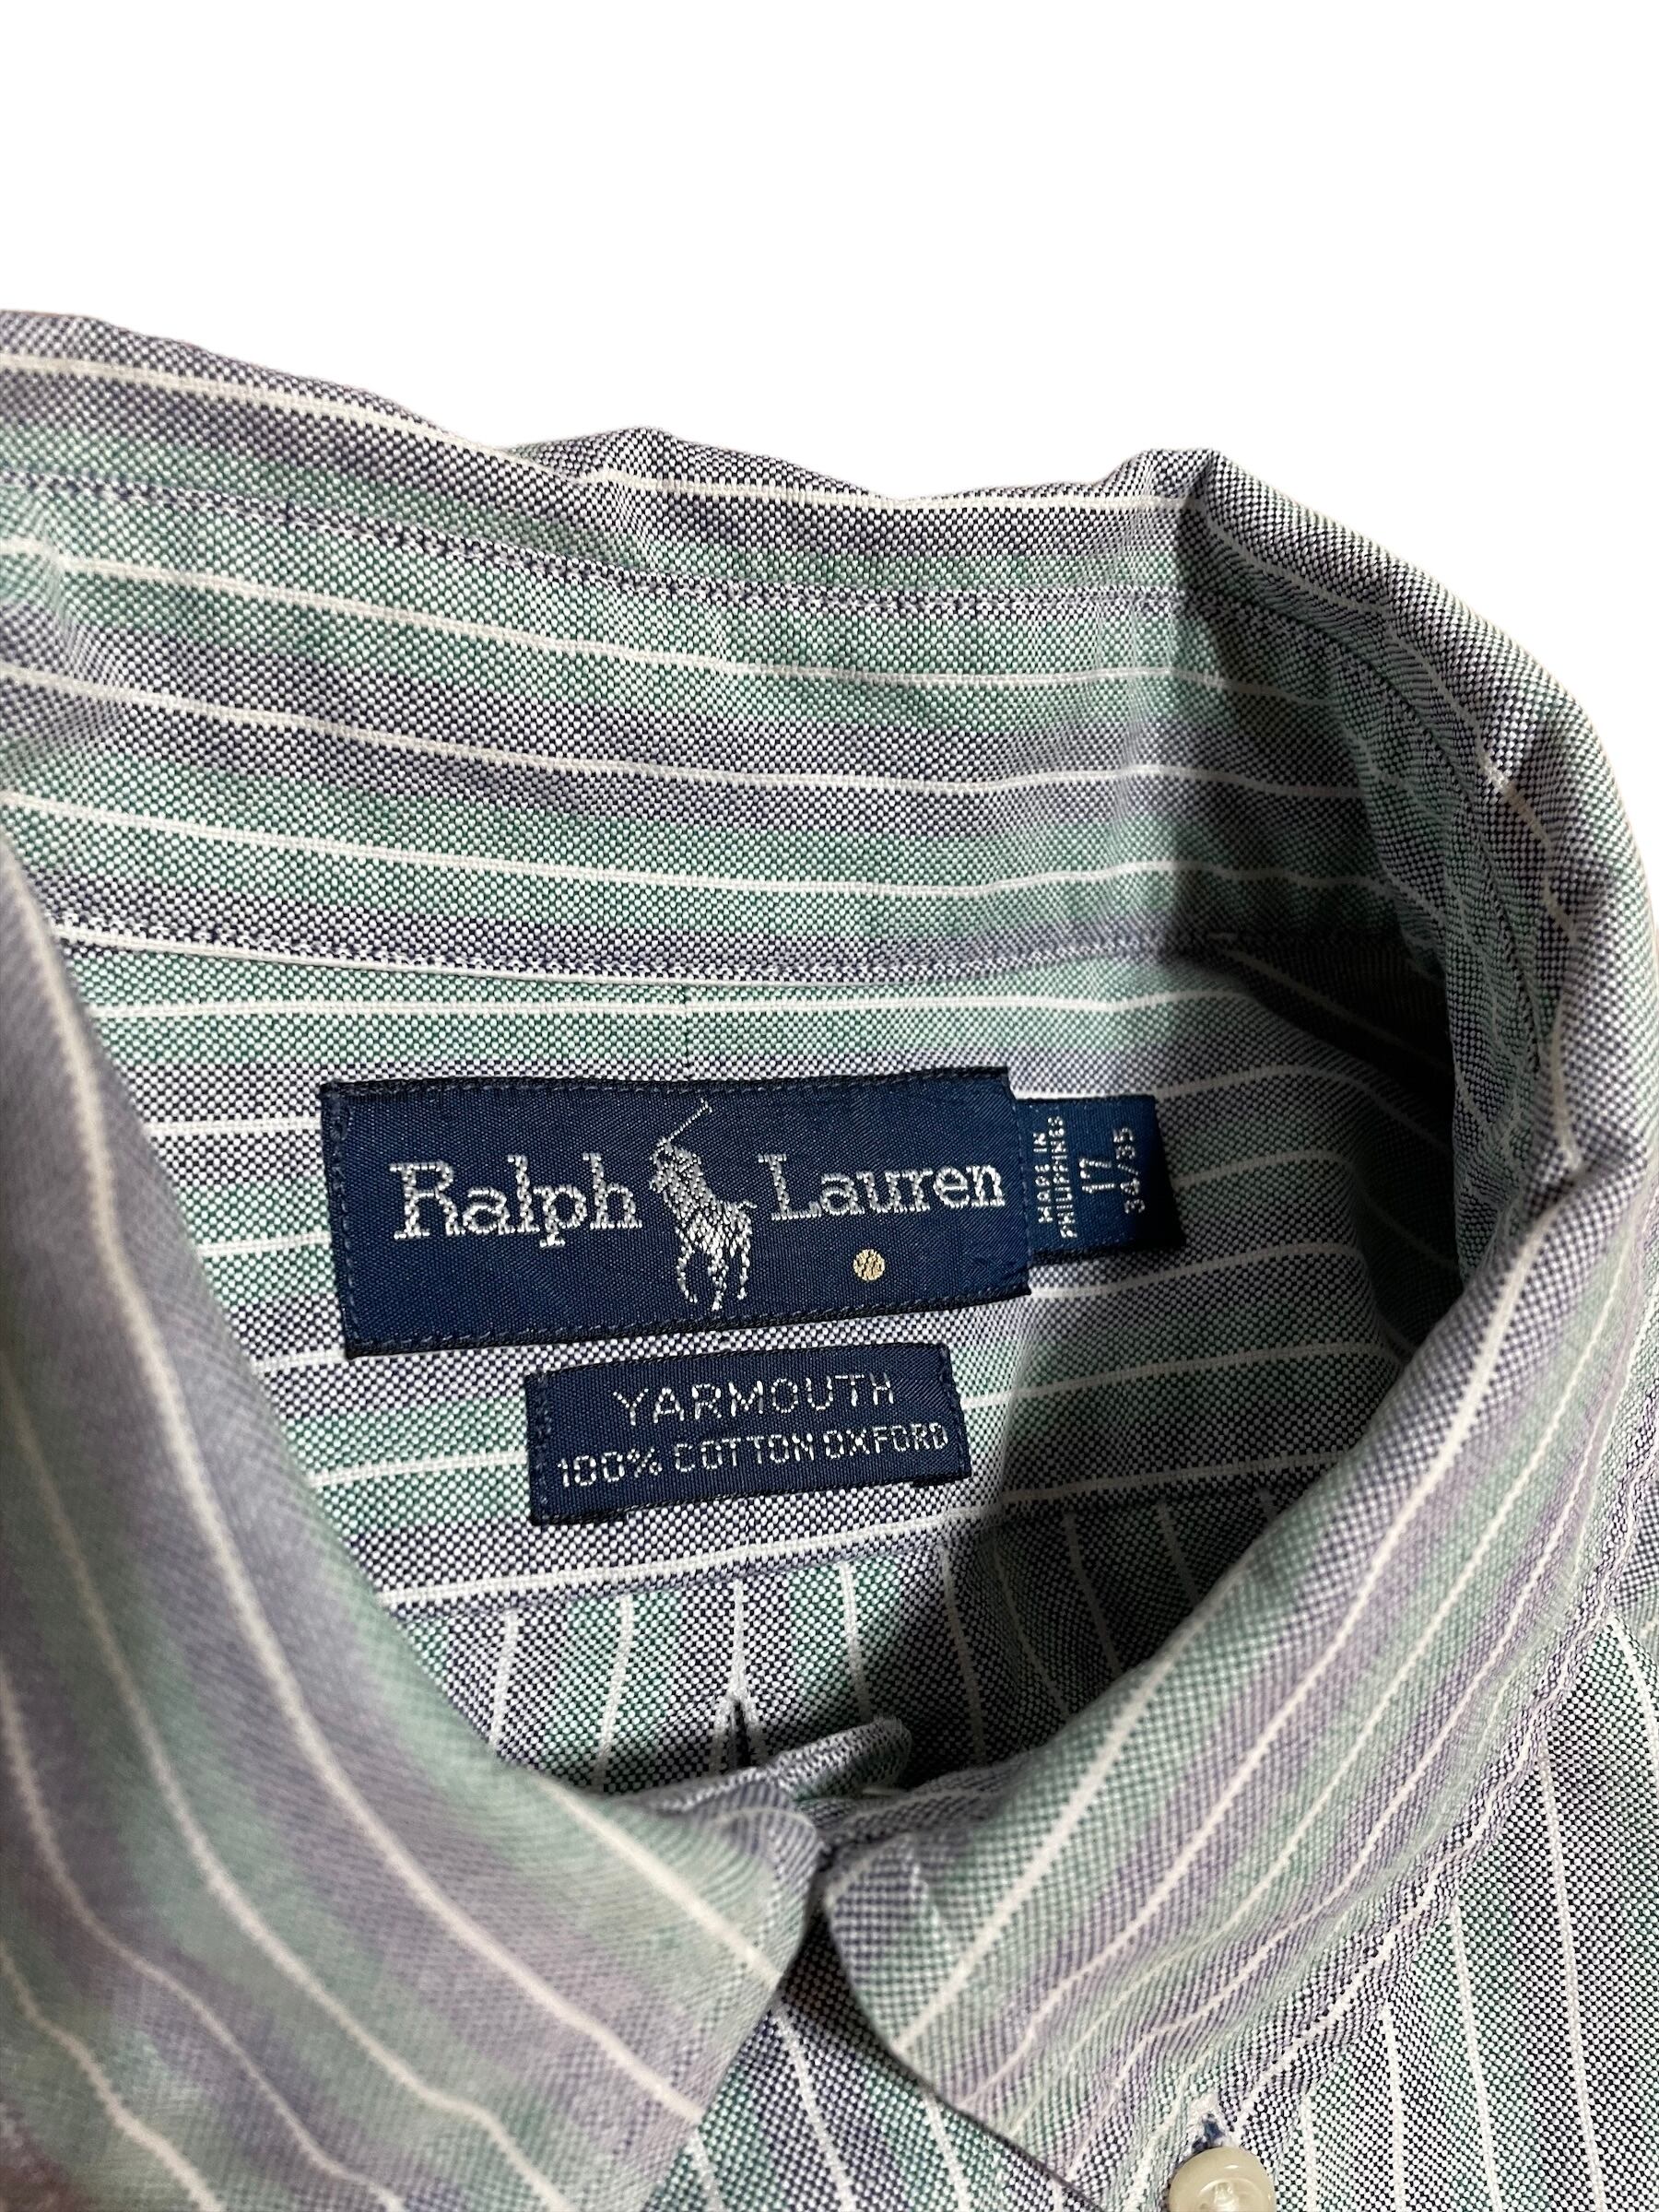 Ralph Lauren
MADE IN
PHILIPPINES
17
34/35
YARMOUTH
100% COTTON OXFORD